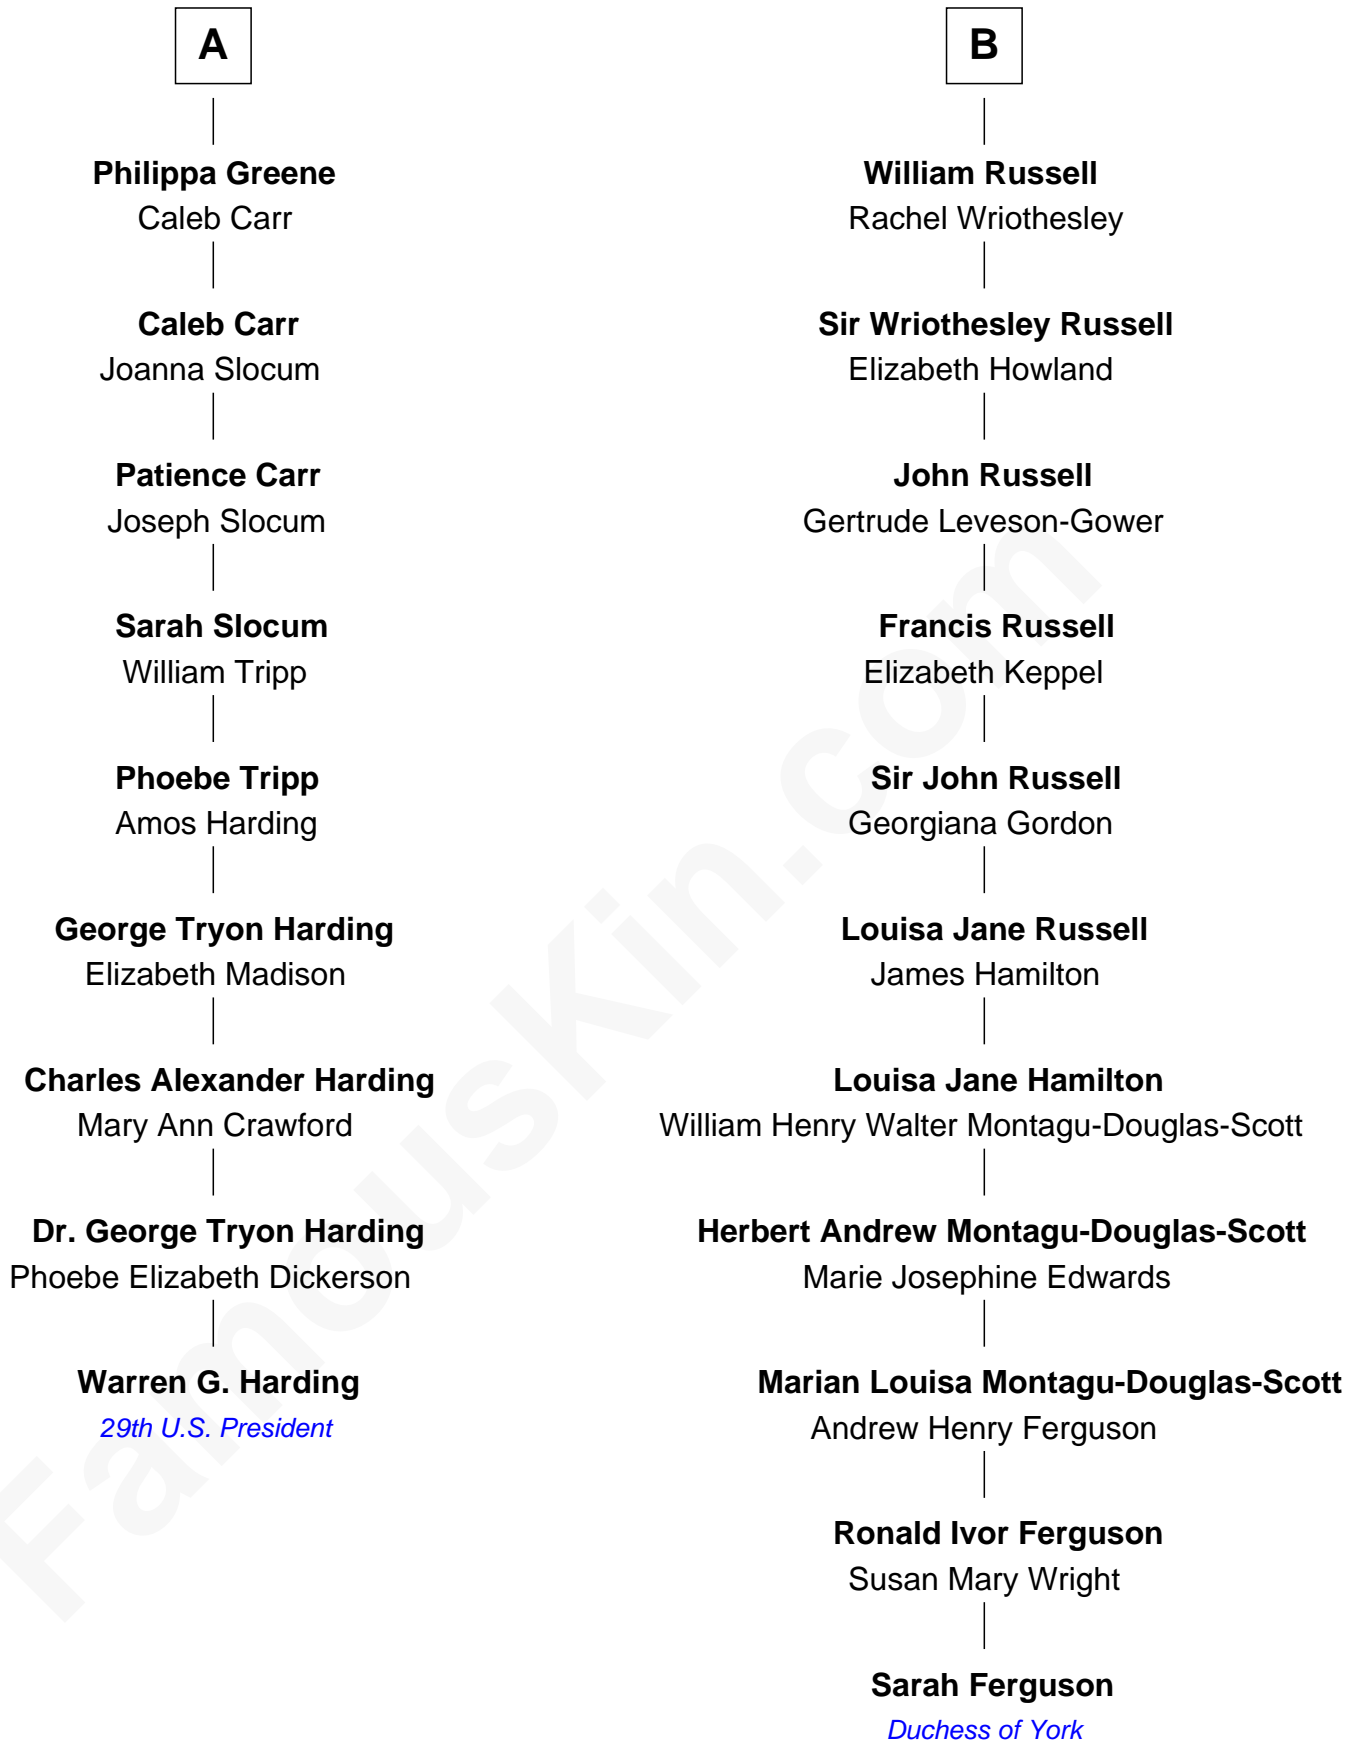 A
Philippa Greene
Caleb Carr
Caleb Carr
Joanna Slocum
Patience Carr
Joseph Slocum
Sarah Slocum
William Tripp
Phoebe Tripp
Amos Harding
George Tryon Harding
Elizabeth Madison
Charles Alexander Harding
Mary Ann Crawford
Dr. George Tryon Harding
Phoebe Elizabeth Dickerson
Warren G. Harding
29th U.S. President
B
William Russell
Rachel Wriothesley
Sir Wriothesley Russell
Elizabeth Howland
John Russell
Gertrude Leveson-Gower
Francis Russell
Elizabeth Keppel
Sir John Russell
Georgiana Gordon
Louisa Jane Russell
James Hamilton
Louisa Jane Hamilton
William Henry Walter Montagu-Douglas-Scott
Herbert Andrew Montagu-Douglas-Scott
Marie Josephine Edwards
Marian Louisa Montagu-Douglas-Scott
Andrew Henry Ferguson
Ronald Ivor Ferguson
Susan Mary Wright
Sarah Ferguson
Duchess of York
FamousKin.com